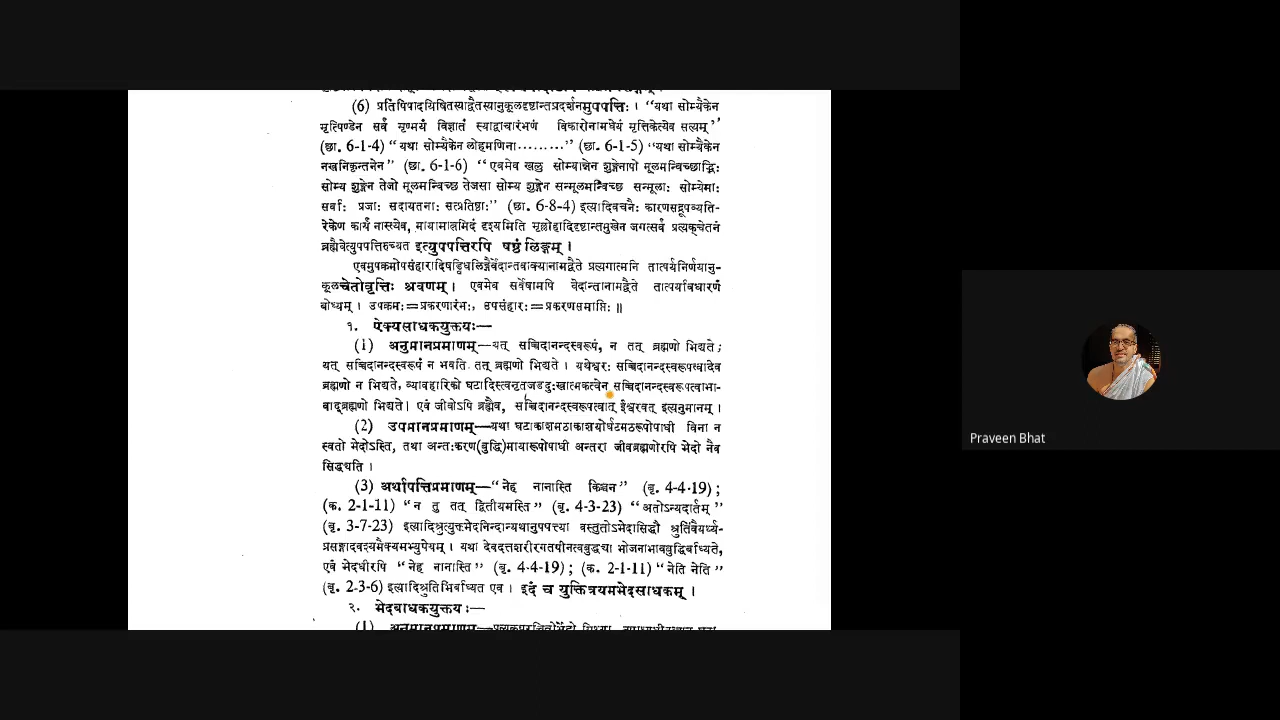 (6) प्रतिपिपादयिषितस्याद्वैतस्यानुकूलदृष्टान्तप्रदर्शनमुपपत्तिः । “यथा सोम्यैकेन
मृत्पिण्डेन सर्वं मृण्मयं विज्ञातं स्याद्वाचारंभणं विकारोनामधेयं मृत्तिकेत्येव सत्यम्”
(छा. 6-1-4) “यथा सोम्यैकेन लोहमणिना.........” (छा. 6-1-5) “यथा सोम्यैकेन
नखनिकृन्तनेन” (छा. 6-1-6) “एवमेव खलु सोम्यान्नेन शुङ्गेनापो मूलमन्विच्छाद्भिः
सोम्य शुङ्गेन तेजो मूलमन्विच्छ तेजसा सोम्य शुङ्गेन सन्मूलमन्विच्छ सन्मूलाः सोम्येमाः
सर्वाः प्रजाः सदायतनाः सत्प्रतिष्ठाः” (छा. 6-8-4) इत्यादिवचनैः कारणसद्रूपव्यति-
रेकेण कार्यं नास्त्येव, मायामात्रमिदं दृश्यमिति मृल्लोहादिदृष्टान्तमुखेन जगत्सर्वं प्रत्यक्चेतनं
ब्रह्मैवेत्युपपत्तिरुच्यत इत्युपपत्तिरपि षष्ठं लिङ्गम् ।
एवमुपक्रमोपसंहारादिषड्विधलिङ्गैर्वेदान्तवाक्यानामद्वैते प्रत्यगात्मनि तात्पर्यनिर्णयानु-
कूलचेतोवृत्तिः श्रवणम् । एवमेव सर्वेषामपि वेदान्तानामद्वैते तात्पर्यावधारणं
बोध्यम् । उपक्रमः=प्रकरणारंभः, उपसंहारः=प्रकरणसमाप्तिः ॥
१. ऐक्यसाधकयुक्तयः—
(1) अनुमानप्रमाणम्—यत् सच्चिदानन्दस्वरूपं, न तत् ब्रह्मणो भिद्यते;
यत् सच्चिदानन्दस्वरूपं न भवति तत् ब्रह्मणो भिद्यते । यथेश्वरः सच्चिदानन्दस्वरूपत्वादेव
ब्रह्मणो न भिद्यते, व्यावहारिको घटादिस्त्वनृतजडदुःखात्मकत्वेन सच्चिदानन्दस्वरूपत्वाभा-
वाद्ब्रह्मणो भिद्यते। एवं जीवोऽपि ब्रह्मैव, सच्चिदानन्दस्वरूपत्वात् ईश्वरवत् इत्यनुमानम् ।
(2) उपमानप्रमाणम्—यथा घटाकाशमठाकाशयोर्घटमठरूपोपाधी विना न
स्वतो भेदोऽस्ति, तथा अन्तःकरण(बुद्धि)मायारूपोपाधी अन्तरा जीवब्रह्मणोरपि भेदो नैव
सिद्ध्यति ।
(3) अर्थापत्तिप्रमाणम्—“नेह नानास्ति किञ्चन” (बृ. 4-4-19);
(क. 2-1-11) “न तु तत् द्वितीयमस्ति” (बृ. 4-3-23) “अतोऽन्यदार्तम्”
(बृ. 3-7-23) इत्यादिश्रुत्युक्तभेदनिन्दान्यथानुपपत्त्या वस्तुतोऽभेदासिद्धौ श्रुतिवैयर्थ्य-
प्रसङ्गादवश्यमैक्यमभ्युपेयम् । यथा देवदत्तशरीरगतपीनत्वबुद्ध्या भोजनाभावबुद्धिर्बाध्यते,
एवं भेदधीरपि “नेह नानास्ति” (बृ. 4-4-19); (क. 2-1-11) “नेति नेति”
(बृ. 2-3-6) इत्यादिश्रुतिभिर्बाध्यत एव । इदं च युक्तित्रयमभेदसाधकम् ।
२. भेदबाधकयुक्तयः—
(1) अनुमानप्रमाणम्—
Praveen Bhat